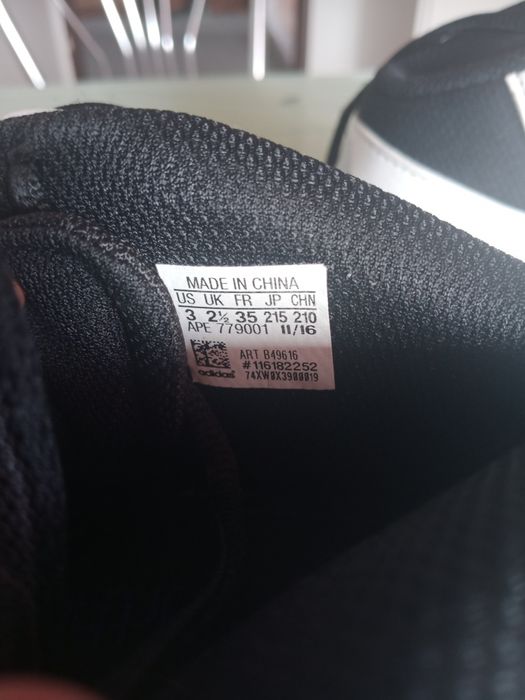 MADE IN CHINA
US UK FR JP CHN
3 2½ 35 215 210
APE 779001 11/16
ART B49616
#116182252
adidas 74XW0X3900019